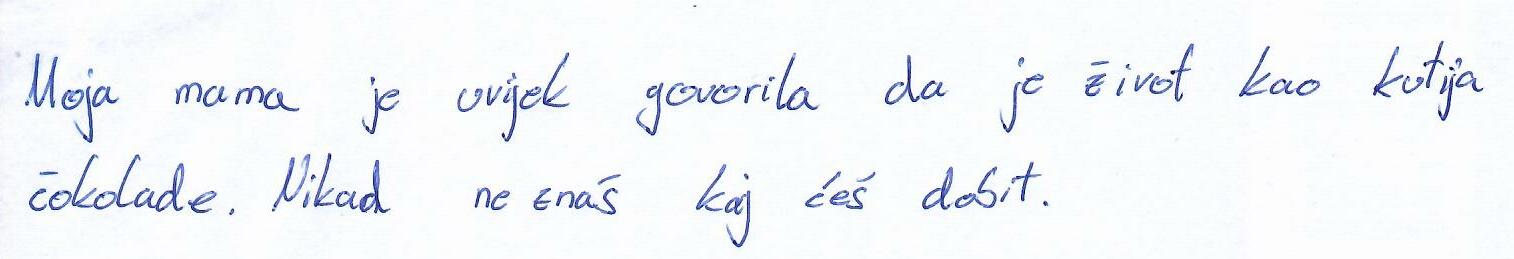 Moja mama je uvijek govorila da je život kao kutija
čokolade. Nikad ne znaš kaj ćeš dobit.